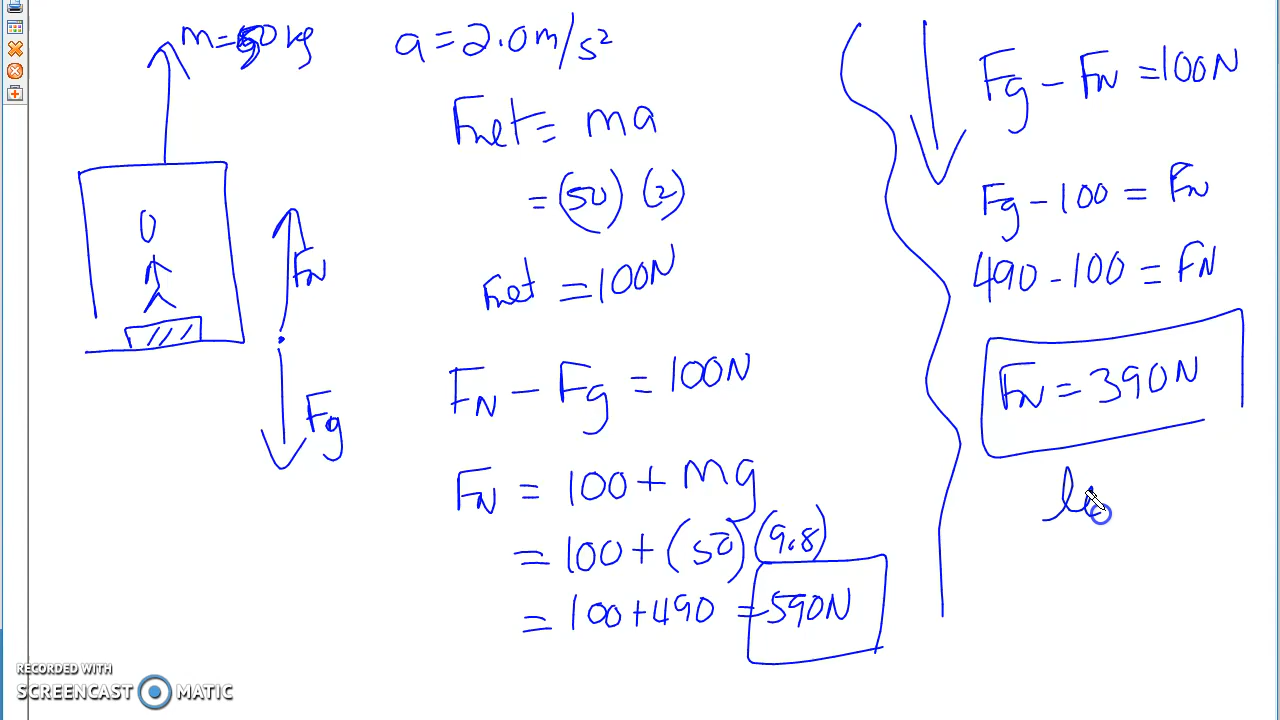 m=50 kg
a = 2.0m/s²
Fnet = ma
= (50) (2)
Fnet = 100N
FN
Fg
FN - Fg = 100N
FN = 100 + mg
= 100 + (50)(9.8)
= 100 + 490 = 590N
Fg - FN = 100N
Fg - 100 = FN
490 - 100 = FN
FN = 390N
RECORDED WITH
SCREENCAST MATIC